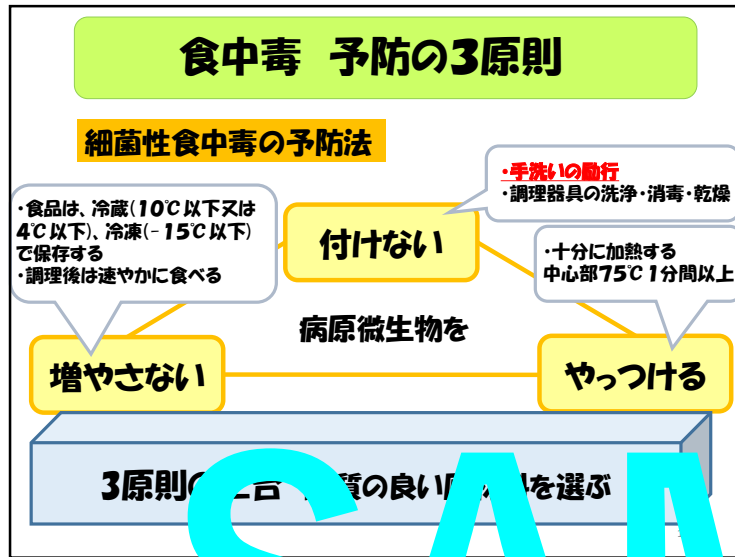 食中毒 予防の3原則
細菌性食中毒の予防法
・手洗いの励行
・調理器具の洗浄・消毒・乾燥
・食品は、冷蔵(10℃以下又は
4℃以下)、冷凍(-15℃以下)
で保存する
・調理後は速やかに食べる
付けない
・十分に加熱する
中心部75℃1分間以上
病原微生物を
増やさない
やっつける
3原則の 質の良い を選ぶ
SAM